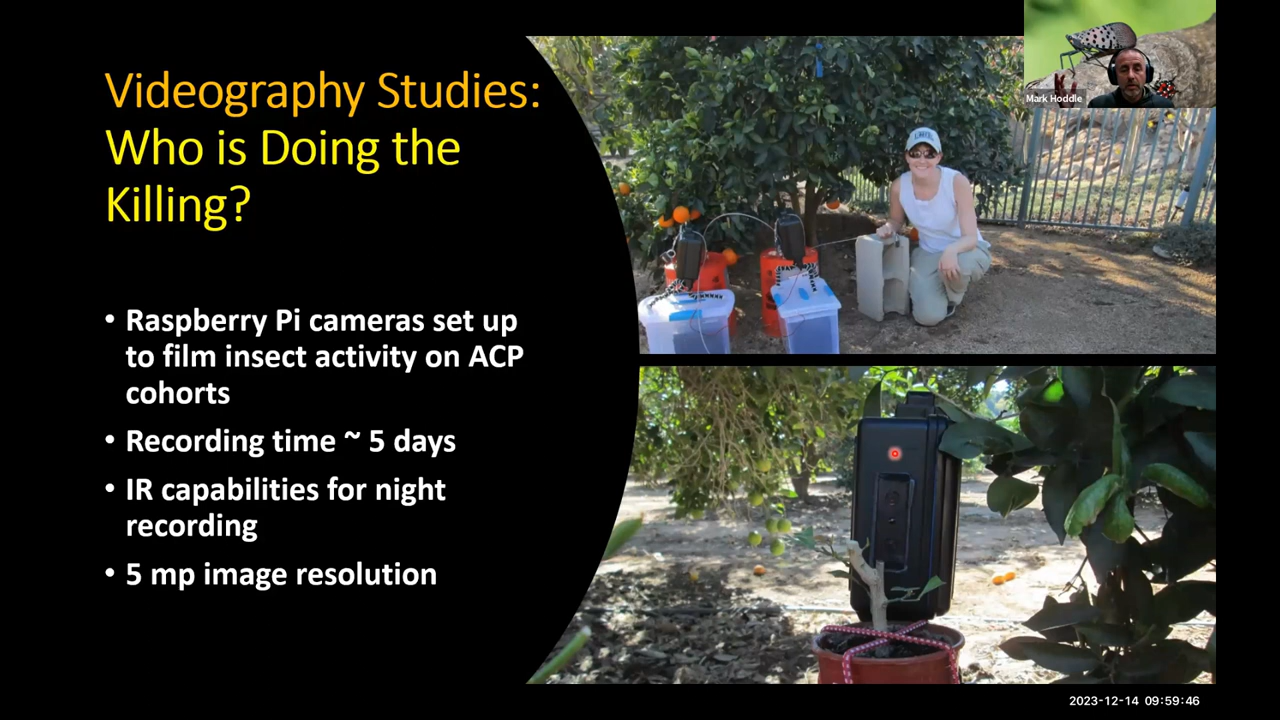 Videography Studies:
Who is Doing the
Killing?
• Raspberry Pi cameras set up
to film insect activity on ACP
cohorts
• Recording time ~ 5 days
• IR capabilities for night
recording
• 5 mp image resolution
Mark Hoddle
2023-12-14 09:59:46